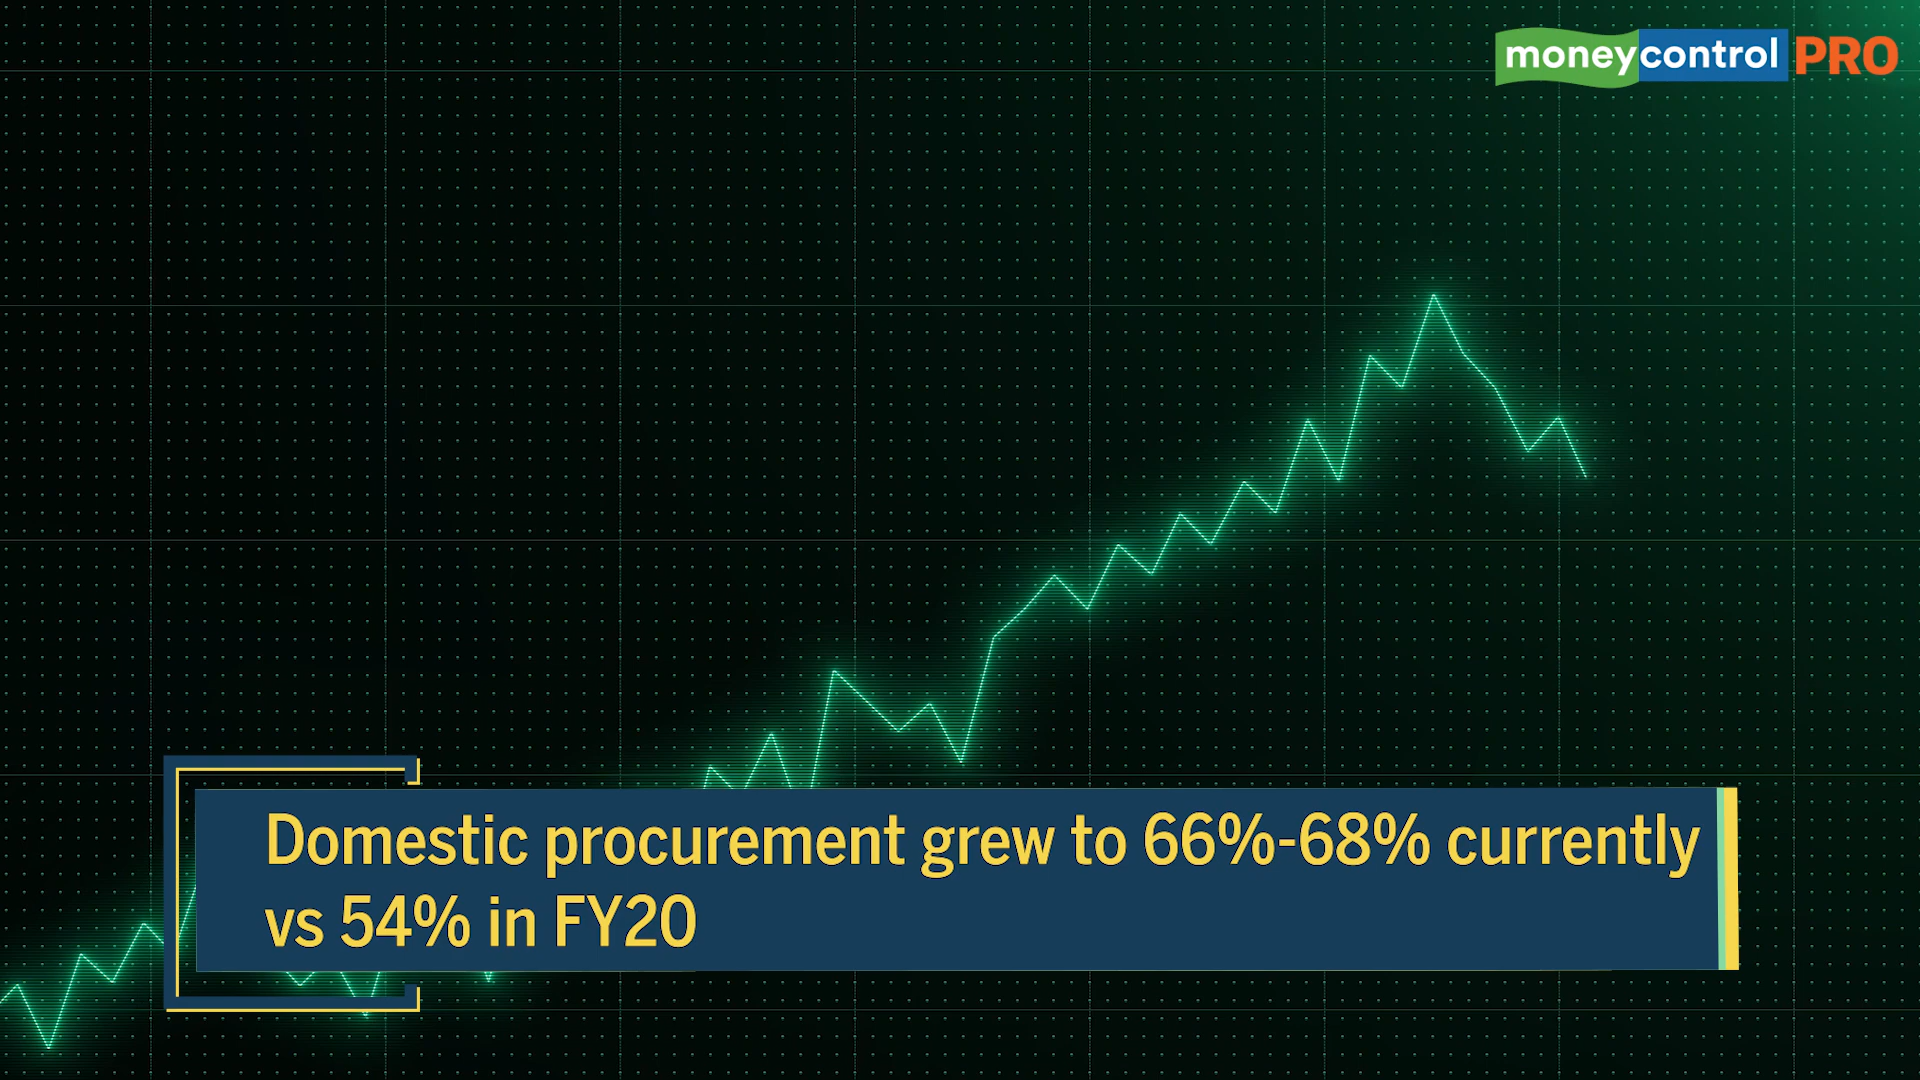 moneycontrol PRO
Domestic procurement grew to 66%-68% currently
vs 54% in FY20